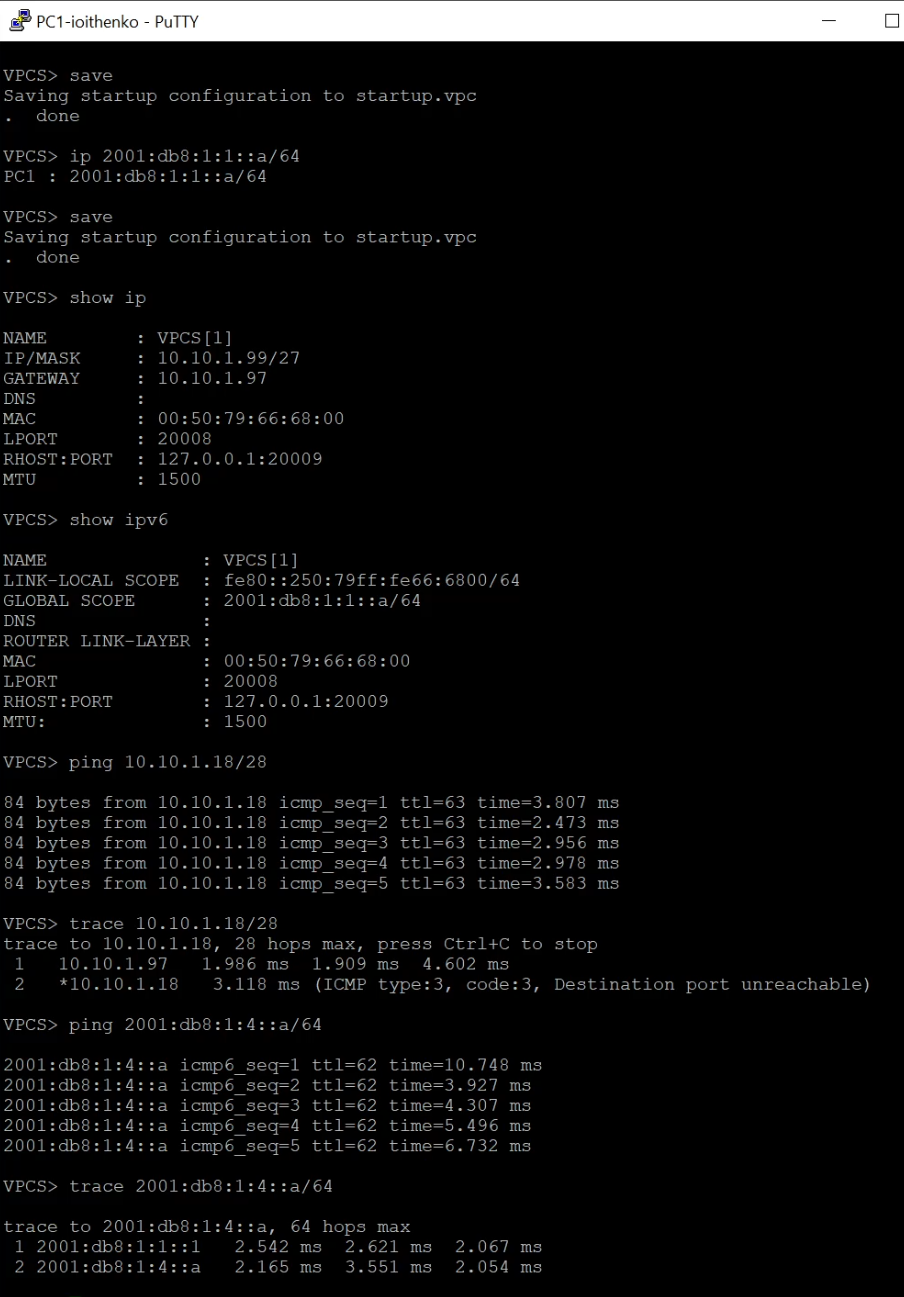 PC1-ioithenko - PuTTY
VPCS> save
Saving startup configuration to startup.vpc
.  done
VPCS> ip 2001:db8:1:1::a/64
PC1 : 2001:db8:1:1::a/64
VPCS> save
Saving startup configuration to startup.vpc
.  done
VPCS> show ip
NAME        : VPCS[1]
IP/MASK     : 10.10.1.99/27
GATEWAY     : 10.10.1.97
DNS         :
MAC         : 00:50:79:66:68:00
LPORT       : 20008
RHOST:PORT  : 127.0.0.1:20009
MTU         : 1500
VPCS> show ipv6
NAME              : VPCS[1]
LINK-LOCAL SCOPE  : fe80::250:79ff:fe66:6800/64
GLOBAL SCOPE      : 2001:db8:1:1::a/64
DNS               :
ROUTER LINK-LAYER :
MAC               : 00:50:79:66:68:00
LPORT             : 20008
RHOST:PORT        : 127.0.0.1:20009
MTU:              : 1500
VPCS> ping 10.10.1.18/28
84 bytes from 10.10.1.18 icmp_seq=1 ttl=63 time=3.807 ms
84 bytes from 10.10.1.18 icmp_seq=2 ttl=63 time=2.473 ms
84 bytes from 10.10.1.18 icmp_seq=3 ttl=63 time=2.956 ms
84 bytes from 10.10.1.18 icmp_seq=4 ttl=63 time=2.978 ms
84 bytes from 10.10.1.18 icmp_seq=5 ttl=63 time=3.583 ms
VPCS> trace 10.10.1.18/28
trace to 10.10.1.18, 28 hops max, press Ctrl+C to stop
 1   10.10.1.97   1.986 ms  1.909 ms  4.602 ms
 2   *10.10.1.18   3.118 ms (ICMP type:3, code:3, Destination port unreachable)
VPCS> ping 2001:db8:1:4::a/64
2001:db8:1:4::a icmp6_seq=1 ttl=62 time=10.748 ms
2001:db8:1:4::a icmp6_seq=2 ttl=62 time=3.927 ms
2001:db8:1:4::a icmp6_seq=3 ttl=62 time=4.307 ms
2001:db8:1:4::a icmp6_seq=4 ttl=62 time=5.496 ms
2001:db8:1:4::a icmp6_seq=5 ttl=62 time=6.732 ms
VPCS> trace 2001:db8:1:4::a/64
trace to 2001:db8:1:4::a, 64 hops max
 1 2001:db8:1:1::1   2.542 ms  2.621 ms  2.067 ms
 2 2001:db8:1:4::a   2.165 ms  3.551 ms  2.054 ms